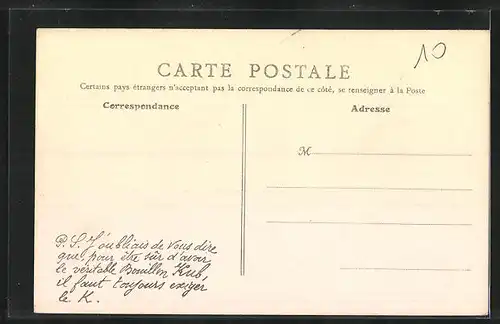 10
CARTE POSTALE
Certains pays étrangers n'acceptant pas la correspondance de ce côté, se renseigner à la Poste
Correspondance
Adresse
M
P.S. J'oubliais de vous dire
que pour être sûr d'avoir
le véritable Bouillon Kub,
il faut toujours exiger
le K.